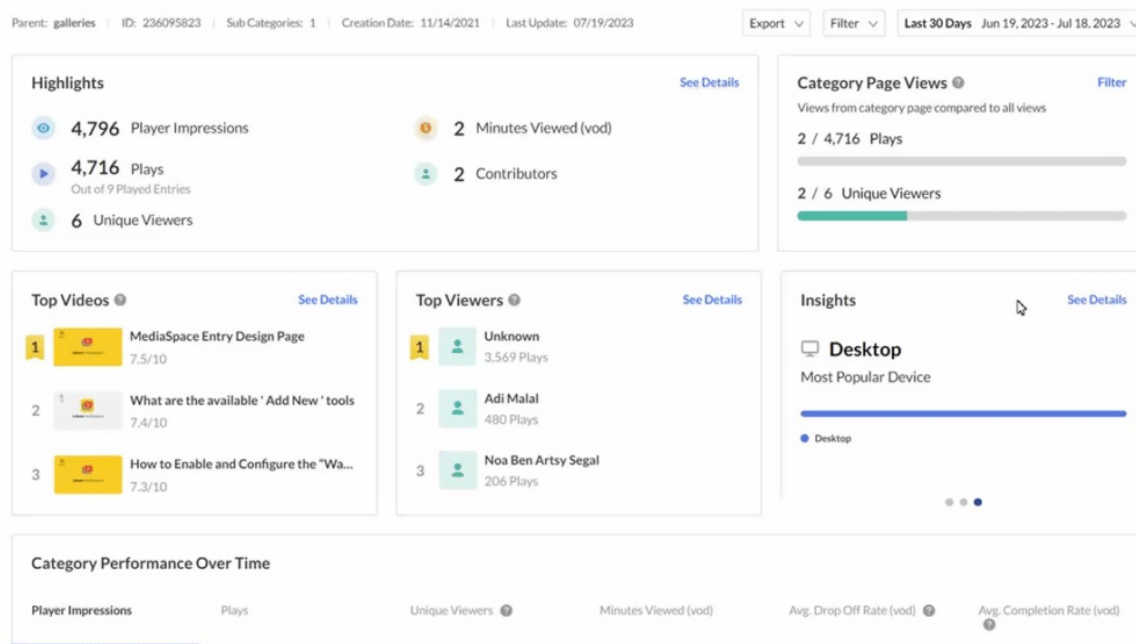 Parent: galleries | ID: 236095823 | Sub Categories: 1 | Creation Date: 11/14/2021 | Last Update: 07/19/2023
Export
Filter
Last 30 Days Jun 19, 2023 - Jul 18, 2023
Highlights
See Details
4,796 Player Impressions
4,716 Plays
Out of 9 Played Entries
6 Unique Viewers
2 Minutes Viewed (vod)
2 Contributors
Category Page Views
Filter
Views from category page compared to all views
2 / 4,716 Plays
2 / 6 Unique Viewers
Top Videos
See Details
1
MediaSpace Entry Design Page
7.5/10
2
What are the available ' Add New ' tools
7.4/10
3
How to Enable and Configure the "Wa...
7.3/10
Top Viewers
See Details
1
Unknown
3,569 Plays
2
Adi Malal
480 Plays
3
Noa Ben Artsy Segal
206 Plays
Insights
See Details
Desktop
Most Popular Device
Desktop
Category Performance Over Time
Player Impressions
Plays
Unique Viewers
Minutes Viewed (vod)
Avg. Drop Off Rate (vod)
Avg. Completion Rate (vod)